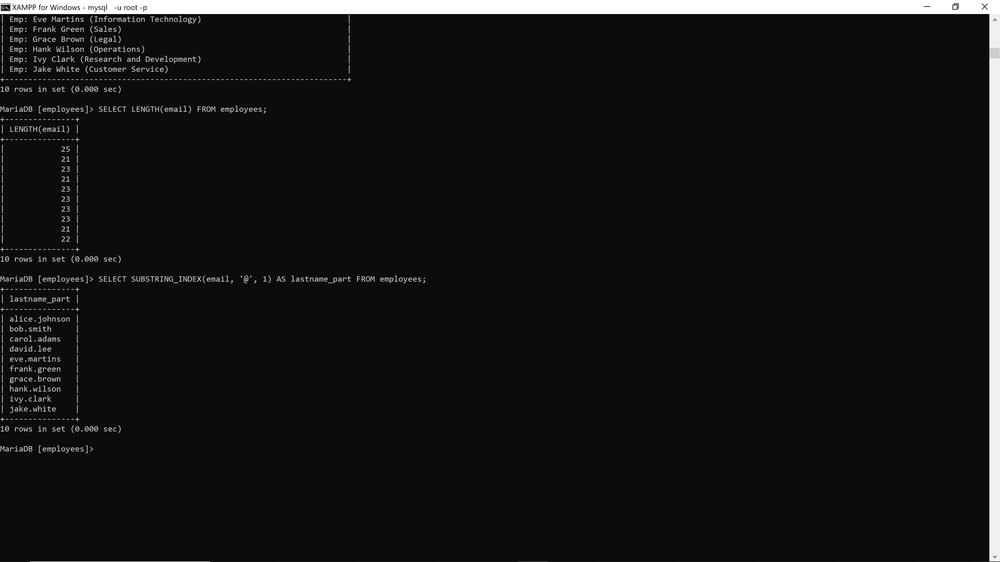 XAMPP for Windows - mysql  -u root -p
| Emp: Eve Martins (Information Technology)                               |
| Emp: Frank Green (Sales)                                                |
| Emp: Grace Brown (Legal)                                                |
| Emp: Hank Wilson (Operations)                                           |
| Emp: Ivy Clark (Research and Development)                               |
| Emp: Jake White (Customer Service)                                      |
+-------------------------------------------------------------------------+
10 rows in set (0.000 sec)

MariaDB [employees]> SELECT LENGTH(email) FROM employees;
+---------------+
| LENGTH(email) |
+---------------+
|            25 |
|            21 |
|            23 |
|            21 |
|            23 |
|            23 |
|            23 |
|            23 |
|            21 |
|            22 |
+---------------+
10 rows in set (0.000 sec)

MariaDB [employees]> SELECT SUBSTRING_INDEX(email, '@', 1) AS lastname_part FROM employees;
+---------------+
| lastname_part |
+---------------+
| alice.johnson |
| bob.smith     |
| carol.adams   |
| david.lee     |
| eve.martins   |
| frank.green   |
| grace.brown   |
| hank.wilson   |
| ivy.clark     |
| jake.white    |
+---------------+
10 rows in set (0.000 sec)

MariaDB [employees]>